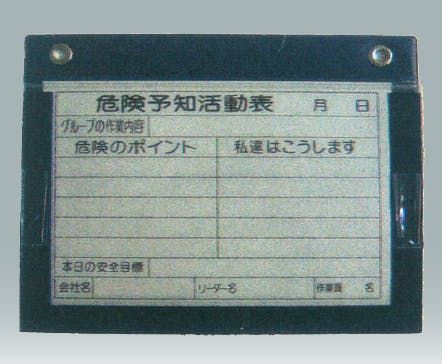 危険予知活動表 月 日
グループの作業内容
危険のポイント 私達はこうします
本日の安全目標
会社名 リーダー名 作業員 名